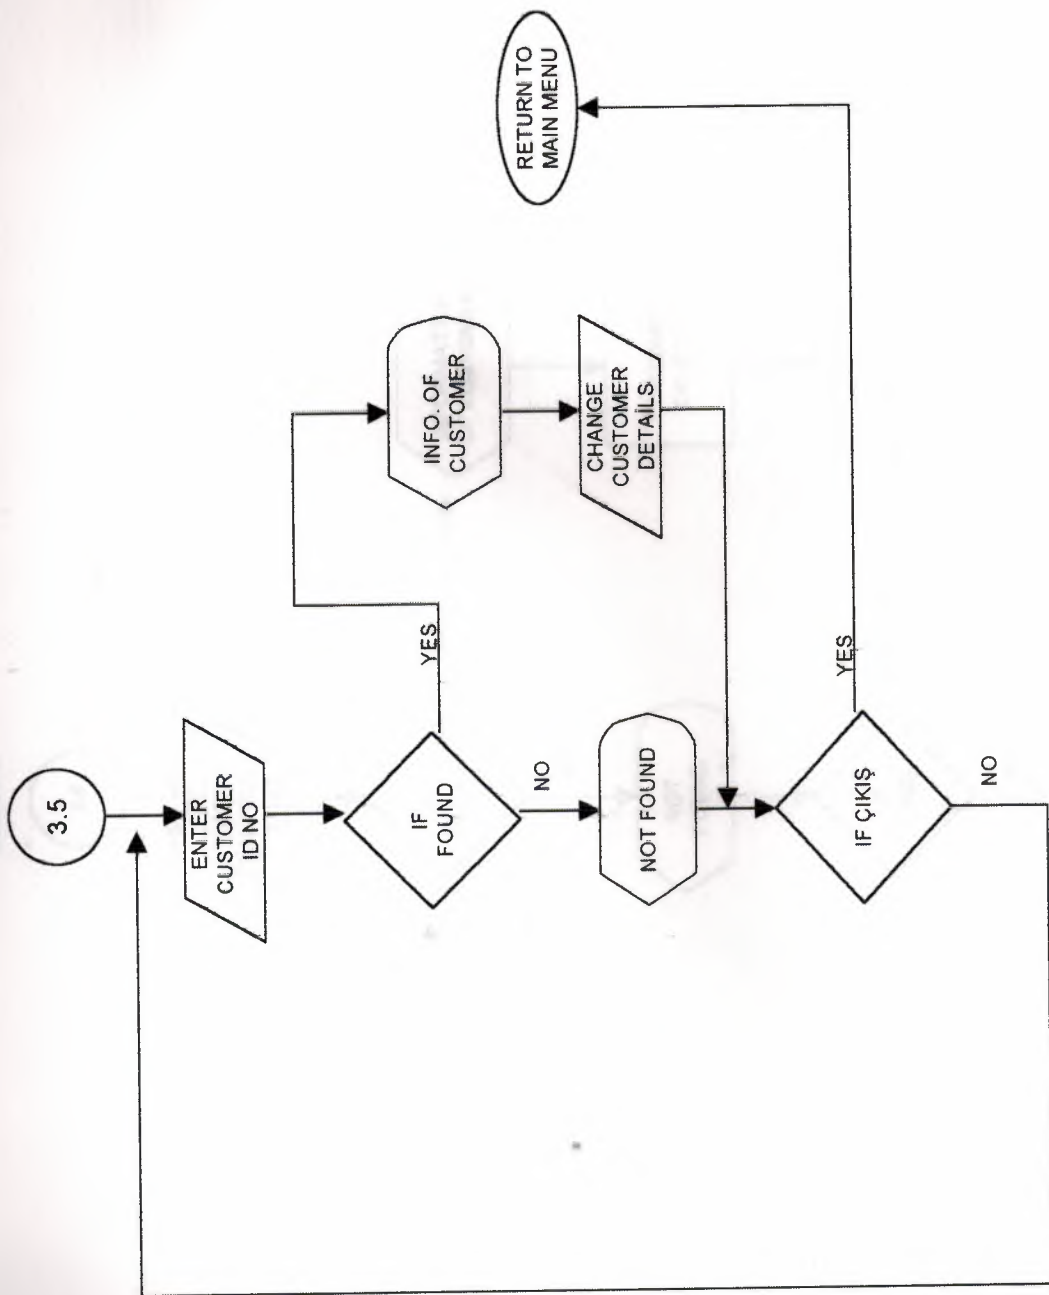 3.5
ENTER
CUSTOMER
ID NO
IF
FOUND
YES
INFO. OF
CUSTOMER
CHANGE
CUSTOMER
DETAİLS
NO
NOT FOUND
IF ÇIKIŞ
YES
RETURN TO
MAIN MENU
NO